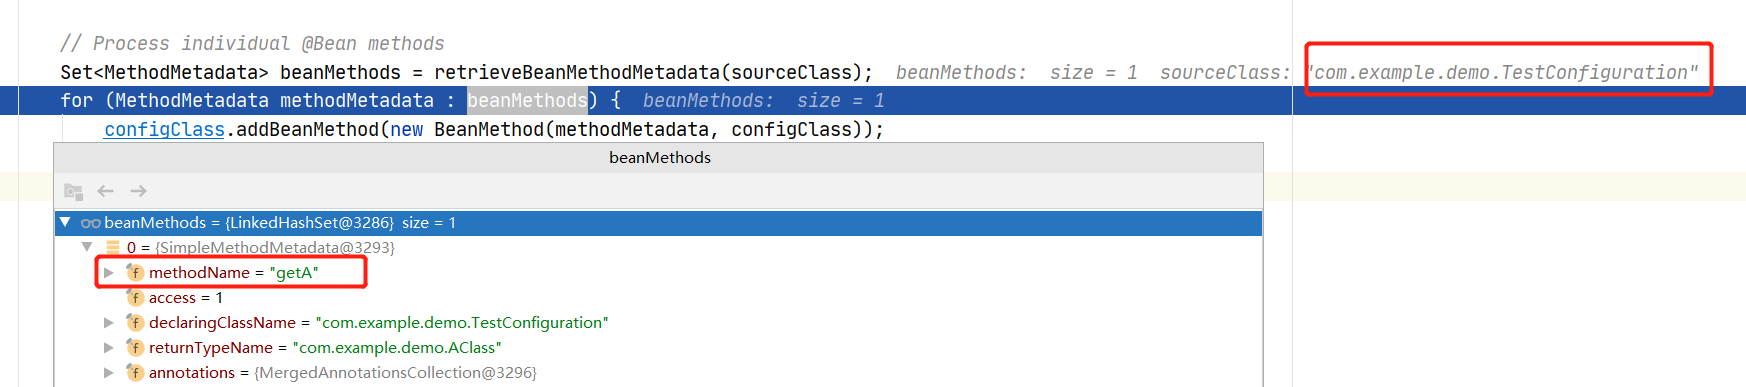 // Process individual @Bean methods
Set<MethodMetadata> beanMethods = retrieveBeanMethodMetadata(sourceClass);  beanMethods:  size = 1  sourceClass: "com.example.demo.TestConfiguration"
for (MethodMetadata methodMetadata : beanMethods) {  beanMethods:  size = 1
configClass.addBeanMethod(new BeanMethod(methodMetadata, configClass));
beanMethods
beanMethods = {LinkedHashSet@3286}  size = 1
0 = {SimpleMethodMetadata@3293}
f methodName = "getA"
f access = 1
f declaringClassName = "com.example.demo.TestConfiguration"
f returnTypeName = "com.example.demo.AClass"
f annotations = {MergedAnnotationsCollection@3296}